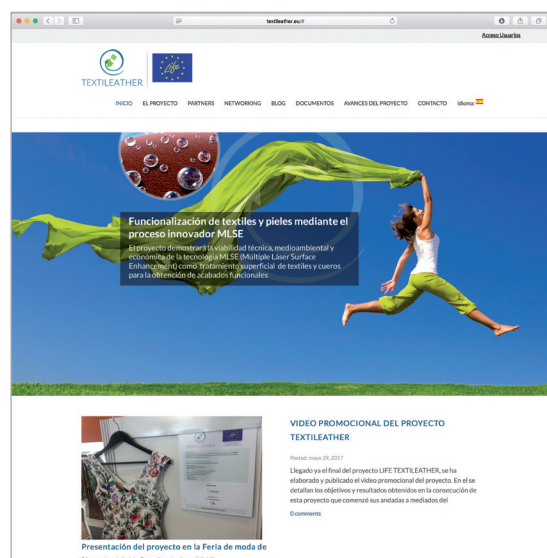 textileather.eu/#
Acceso Usuarios
TEXTILEATHER
Life
INICIO EL PROYECTO PARTNERS NETWORKING BLOG DOCUMENTOS AVANCES DEL PROYECTO CONTACTO Idioma:
Funcionalización de textiles y pieles mediante el
proceso innovador MLSE
El proyecto demostrará la viabilidad técnica, medioambiental y
económica de la tecnología MLSE (Múltiple Láser Surface
Enhancement) como tratamiento superficial de textiles y cueros
para la obtención de acabados funcionales
TEXTILEATHER
Presentación del proyecto en la Feria de moda de
VIDEO PROMOCIONAL DEL PROYECTO
TEXTILEATHER
Posted: mayo 29, 2017
Llegado ya el final del proyecto LIFE TEXTILEATHER, se ha
elaborado y publicado el vídeo promocional del proyecto. En el se
detallan los objetivos y resultados obtenidos en la consecución de
esta proyecto que comenzó sus andadas a mediados del
0 comments